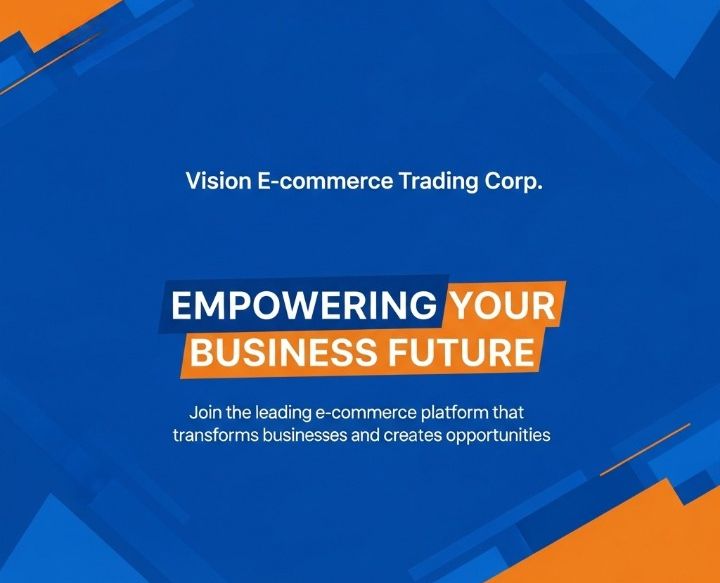 Vision E-commerce Trading Corp.
EMPOWERING YOUR
BUSINESS FUTURE
Join the leading e-commerce platform that
transforms businesses and creates opportunities